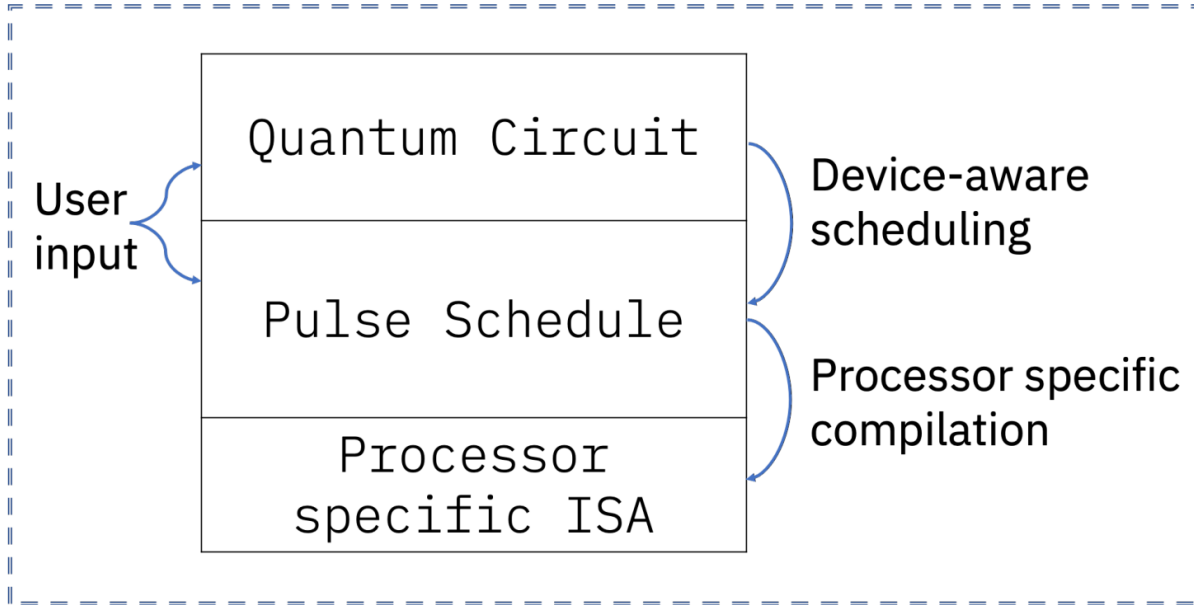 Quantum Circuit
User
input
Device-aware
scheduling
Pulse Schedule
Processor specific
compilation
Processor
specific ISA